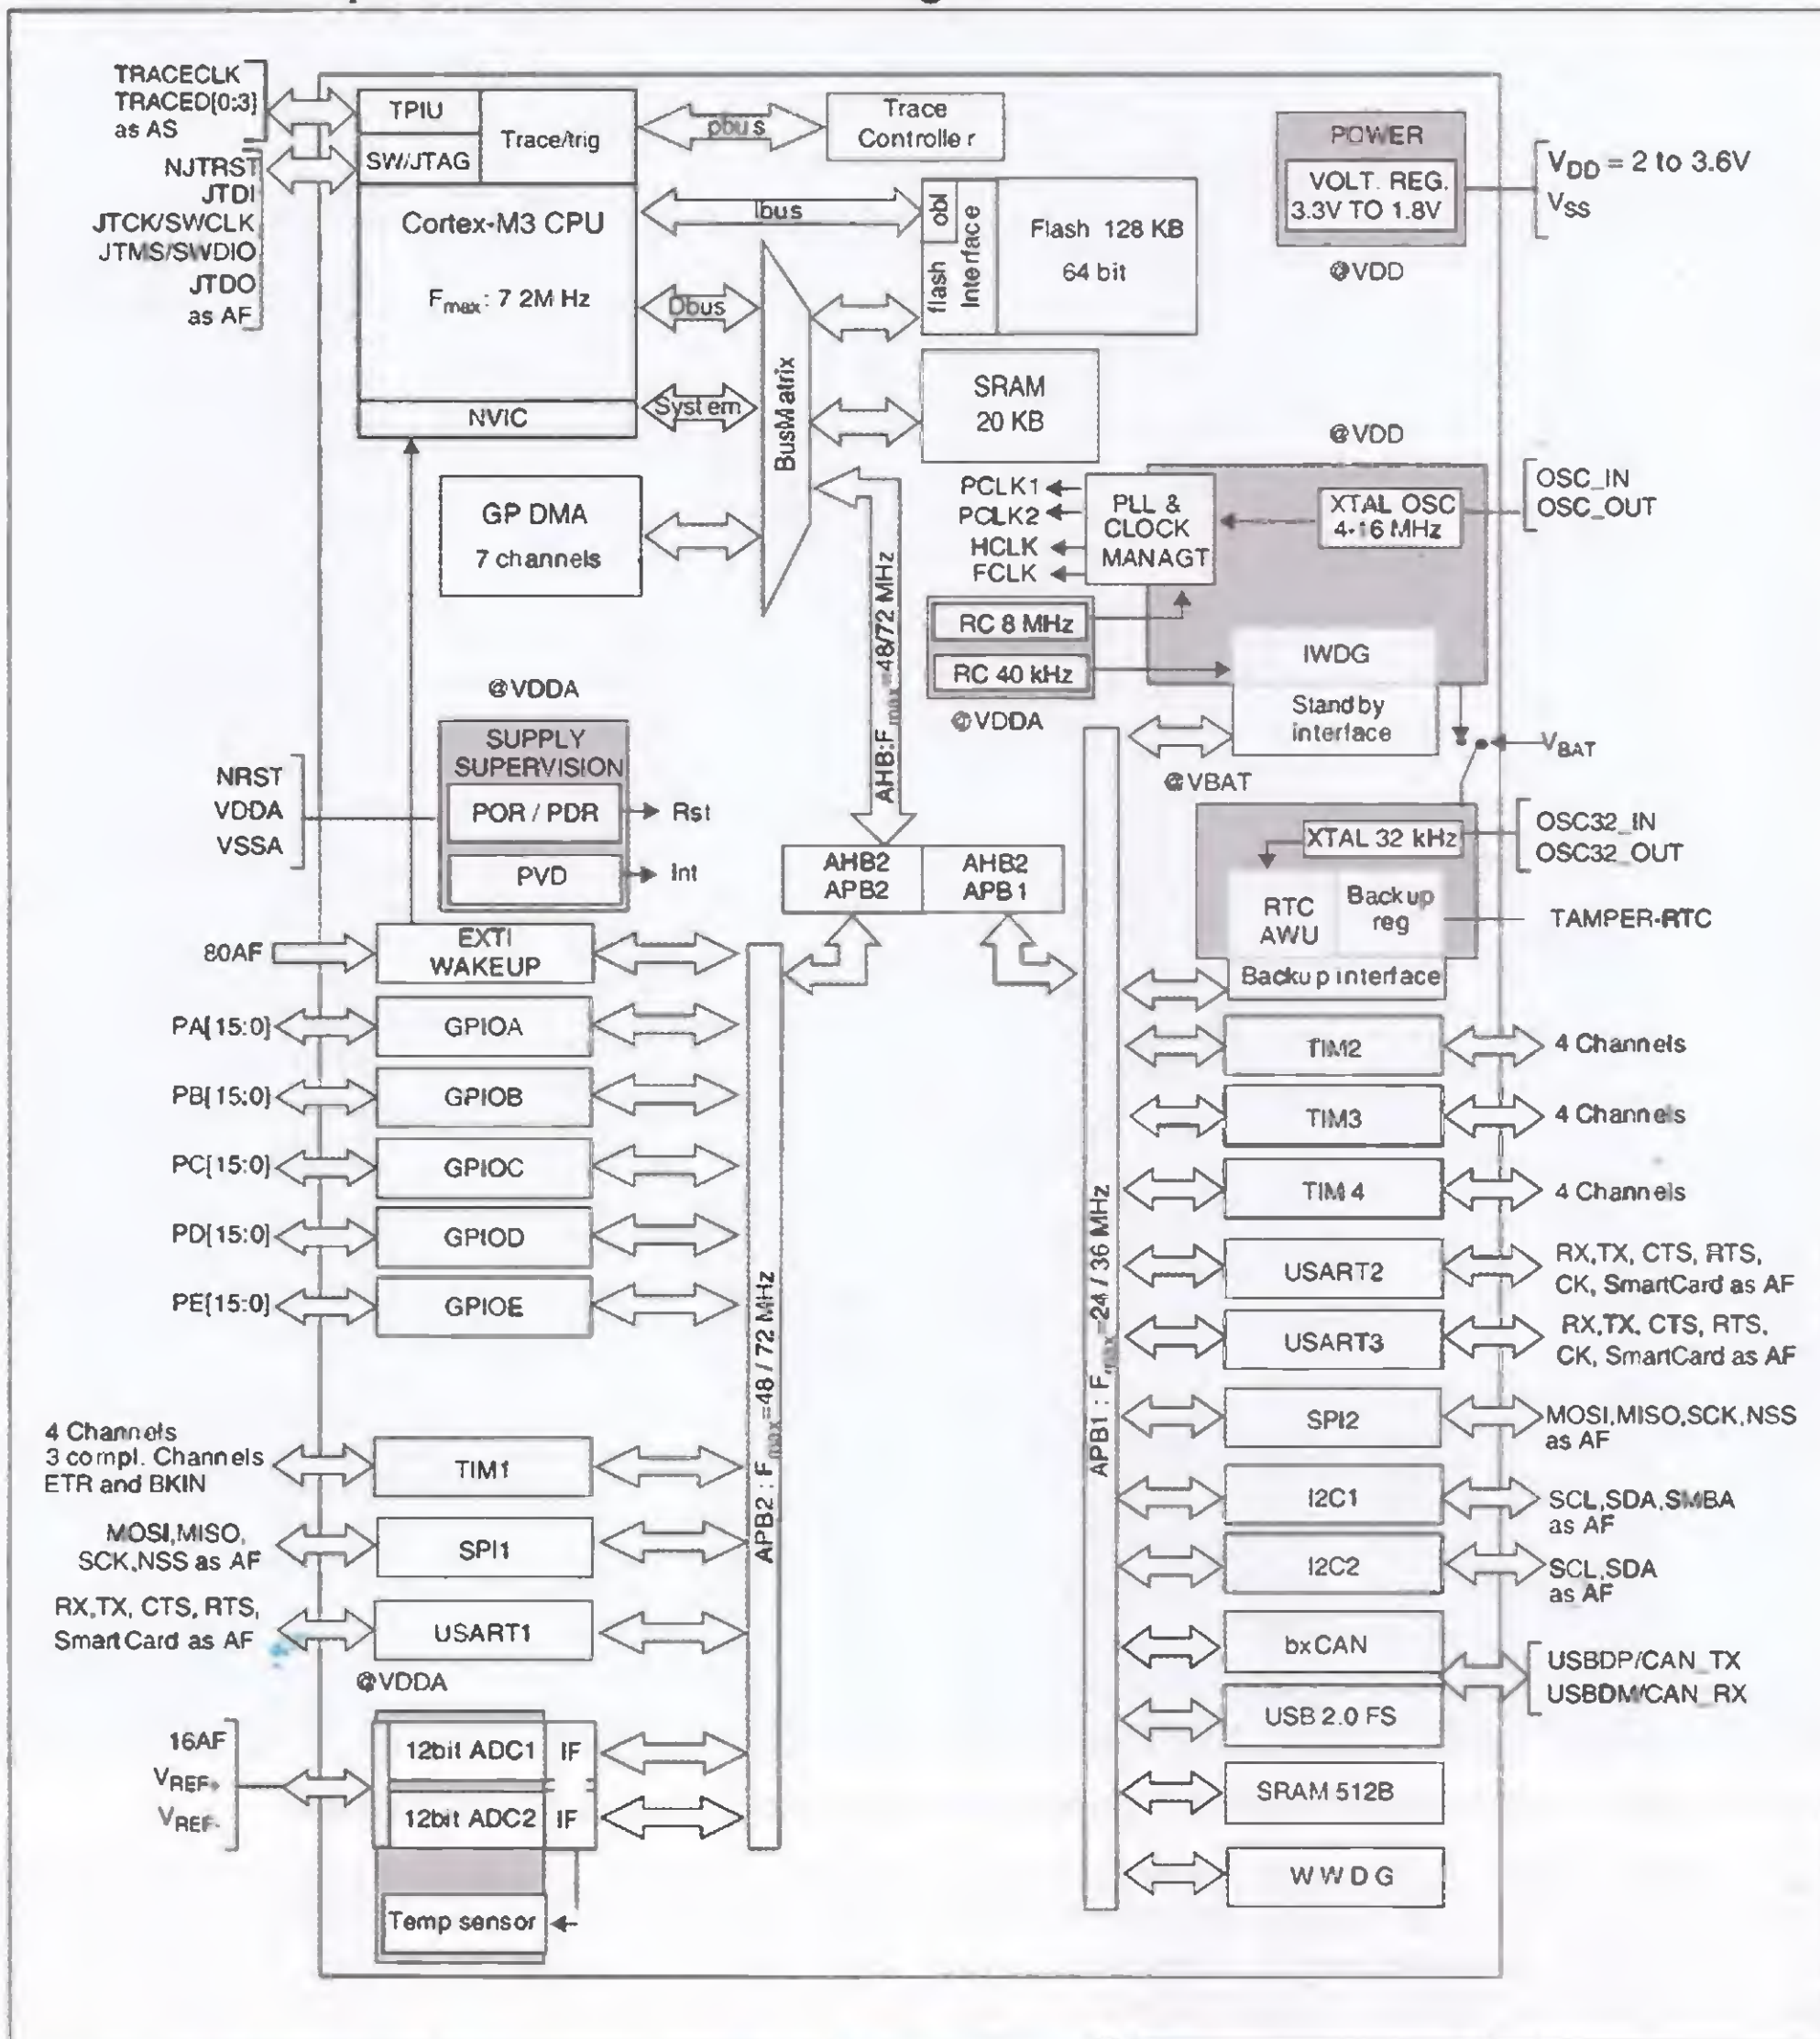 TRACECLK
TRACED[0:3]
as AS
NJTRST
JTDI
JTCK/SWCLK
JTMS/SWDIO
JTDO
as AF
TPIU
SW/JTAG
Trace/trig
pbus
Trace
Controller
Cortex-M3 CPU
Fmax: 7 2M Hz
NVIC
Ibus
Dbus
System
BusMatrix
flash obl
Interface
Flash 128 KB
64 bit
SRAM
20 KB
POWER
VOLT. REG.
3.3V TO 1.8V
@VDD
VDD = 2 to 3.6V
VSS
GP DMA
7 channels
AHB:Fmax=48/72 MHz
@VDD
PCLK1
PCLK2
HCLK
FCLK
PLL &
CLOCK
MANAGT
XTAL OSC
4-16 MHz
OSC_IN
OSC_OUT
RC 8 MHz
RC 40 kHz
@VDDA
IWDG
Standby
interface
VBAT
@VBAT
@VDDA
SUPPLY
SUPERVISION
POR / PDR
Rst
PVD
Int
NRST
VDDA
VSSA
AHB2
APB2
AHB2
APB1
XTAL 32 kHz
OSC32_IN
OSC32_OUT
RTC
AWU
Backup
reg
TAMPER-RTC
Backup interface
80AF
EXTI
WAKEUP
PA[15:0]
GPIOA
PB[15:0]
GPIOB
PC[15:0]
GPIOC
PD[15:0]
GPIOD
PE[15:0]
GPIOE
4 Channels
3 compl. Channels
ETR and BKIN
TIM1
MOSI,MISO,
SCK,NSS as AF
SPI1
RX,TX, CTS, RTS,
SmartCard as AF
USART1
@VDDA
16AF
VREF+
VREF-
12bit ADC1
IF
12bit ADC2
IF
Temp sensor
APB2 : Fmax=48 / 72 MHz
APB1 : Fmax=24 / 36 MHz
TIM2
4 Channels
TIM3
4 Channels
TIM4
4 Channels
USART2
RX,TX, CTS, RTS,
CK, SmartCard as AF
USART3
RX,TX, CTS, RTS,
CK, SmartCard as AF
SPI2
MOSI,MISO,SCK,NSS
as AF
I2C1
SCL,SDA,SMBA
as AF
I2C2
SCL,SDA
as AF
bxCAN
USBDP/CAN_TX
USBDM/CAN_RX
USB 2.0 FS
SRAM 512B
W W D G